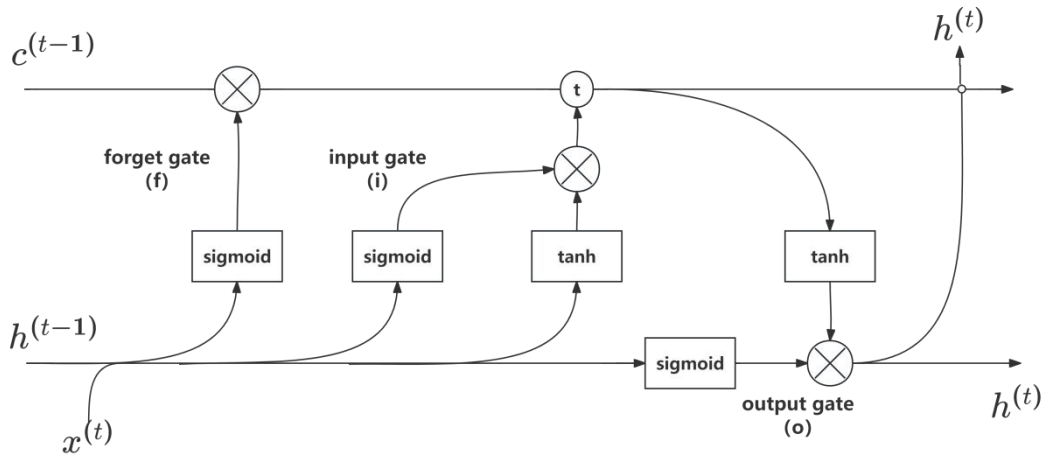 c^{(t-1)}
h^{(t)}
t
forget gate
(f)
input gate
(i)
sigmoid
sigmoid
tanh
tanh
h^{(t-1)}
sigmoid
output gate
(o)
h^{(t)}
x^{(t)}